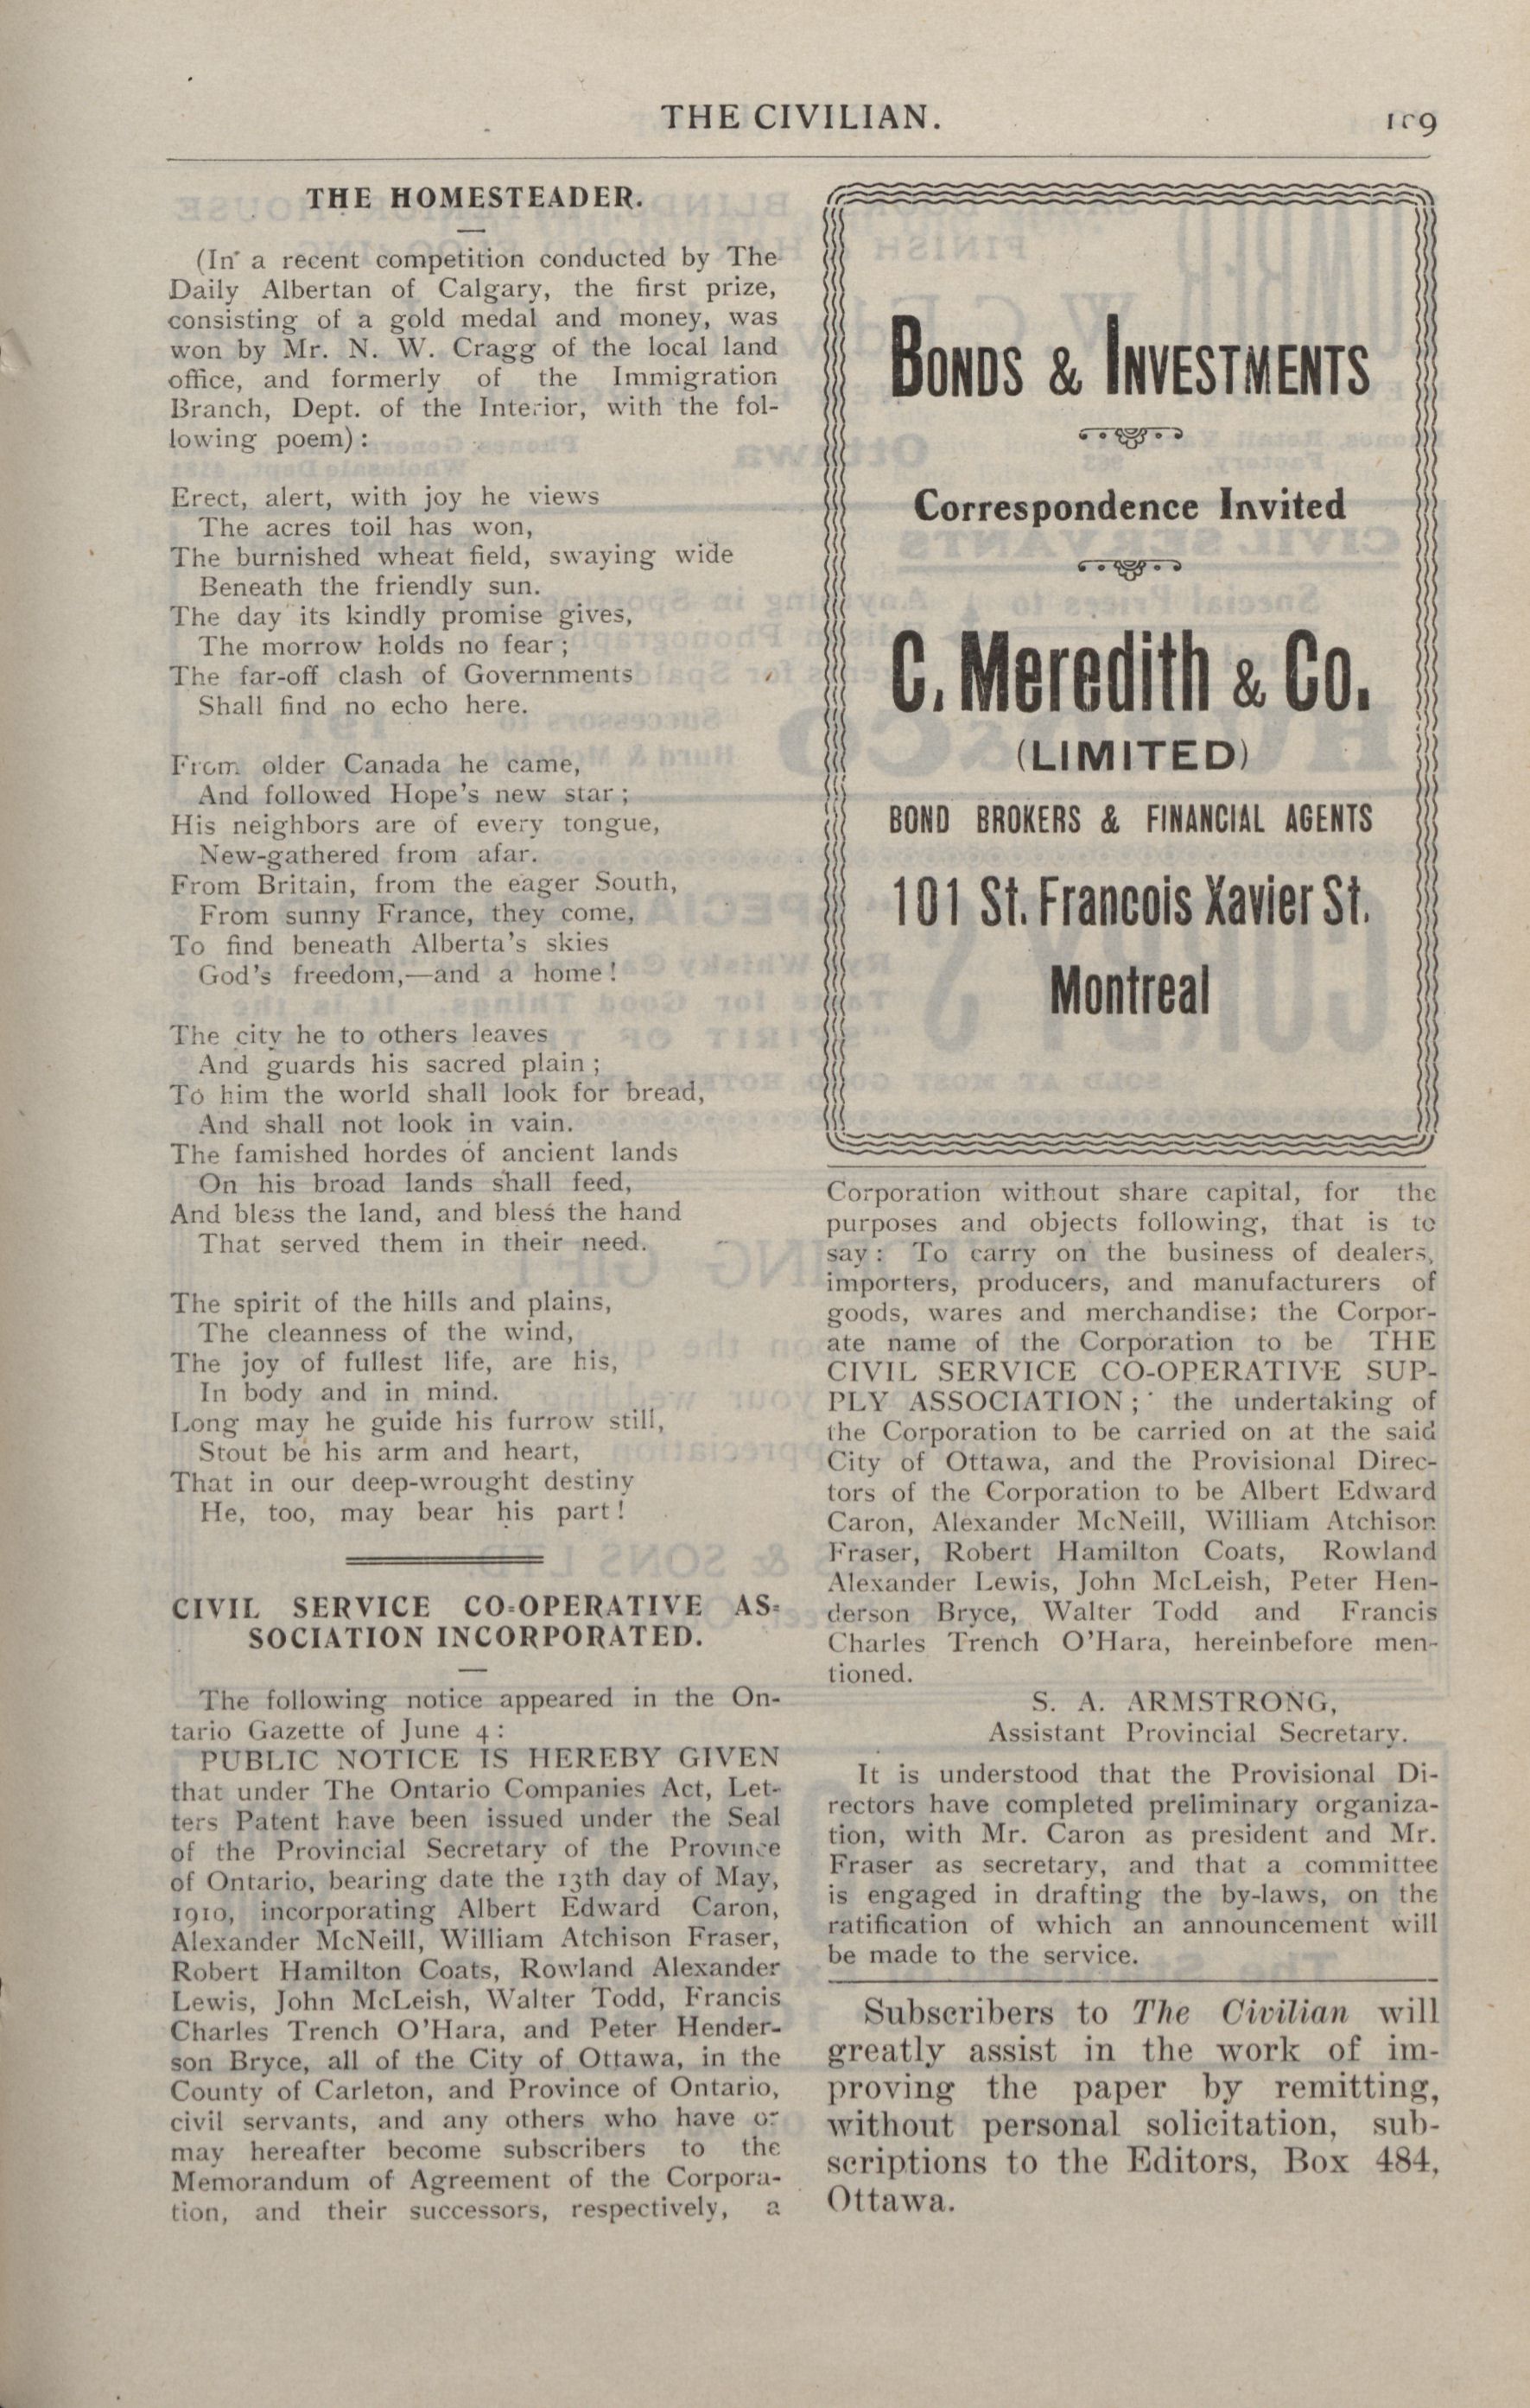 THE CIVILIAN.
109
THE HOMESTEADER.
(In a recent competition conducted by The
Daily Albertan of Calgary, the first prize,
consisting of a gold medal and money, was
won by Mr. N. W. Cragg of the local land
office, and formerly of the Immigration
Branch, Dept. of the Interior, with the fol-
lowing poem):
Erect, alert, with joy he views
The acres toil has won,
The burnished wheat field, swaying wide
Beneath the friendly sun.
The day its kindly promise gives,
The morrow holds no fear;
The far-off clash of Governments
Shall find no echo here.
From older Canada he came,
And followed Hope's new star;
His neighbors are of every tongue,
New-gathered from afar.
From Britain, from the eager South,
From sunny France, they come,
To find beneath Alberta's skies
God's freedom,—and a home!
The city he to others leaves
And guards his sacred plain;
To him the world shall look for bread,
And shall not look in vain.
The famished hordes of ancient lands
On his broad lands shall feed,
And bless the land, and bless the hand
That served them in their need.
The spirit of the hills and plains,
The cleanness of the wind,
The joy of fullest life, are his,
In body and in mind.
Long may he guide his furrow still,
Stout be his arm and heart,
That in our deep-wrought destiny
He, too, may bear his part!
CIVIL SERVICE CO-OPERATIVE AS-
SOCIATION INCORPORATED.
The following notice appeared in the On-
tario Gazette of June 4:
PUBLIC NOTICE IS HEREBY GIVEN
that under The Ontario Companies Act, Let-
ters Patent have been issued under the Seal
of the Provincial Secretary of the Province
of Ontario, bearing date the 13th day of May,
1910, incorporating Albert Edward Caron,
Alexander McNeill, William Atchison Fraser,
Robert Hamilton Coats, Rowland Alexander
Lewis, John McLeish, Walter Todd, Francis
Charles Trench O'Hara, and Peter Hender-
son Bryce, all of the City of Ottawa, in the
County of Carleton, and Province of Ontario,
civil servants, and any others who have or
may hereafter become subscribers to the
Memorandum of Agreement of the Corpora-
tion, and their successors, respectively, a
BONDS & INVESTMENTS
Correspondence Invited
C. Meredith & Co.
(LIMITED)
BOND BROKERS & FINANCIAL AGENTS
101 St. Francois Xavier St.
Montreal
Corporation without share capital, for the
purposes and objects following, that is to
say: To carry on the business of dealers,
importers, producers, and manufacturers of
goods, wares and merchandise; the Corpor-
ate name of the Corporation to be THE
CIVIL SERVICE CO-OPERATIVE SUP-
PLY ASSOCIATION; the undertaking of
the Corporation to be carried on at the said
City of Ottawa, and the Provisional Direc-
tors of the Corporation to be Albert Edward
Caron, Alexander McNeill, William Atchison
Fraser, Robert Hamilton Coats, Rowland
Alexander Lewis, John McLeish, Peter Hen-
derson Bryce, Walter Todd and Francis
Charles Trench O'Hara, hereinbefore men-
tioned.
S. A. ARMSTRONG,
Assistant Provincial Secretary.
It is understood that the Provisional Di-
rectors have completed preliminary organiza-
tion, with Mr. Caron as president and Mr.
Fraser as secretary, and that a committee
is engaged in drafting the by-laws, on the
ratification of which an announcement will
be made to the service.
Subscribers to The Civilian will
greatly assist in the work of im-
proving the paper by remitting,
without personal solicitation, sub-
scriptions to the Editors, Box 484,
Ottawa.